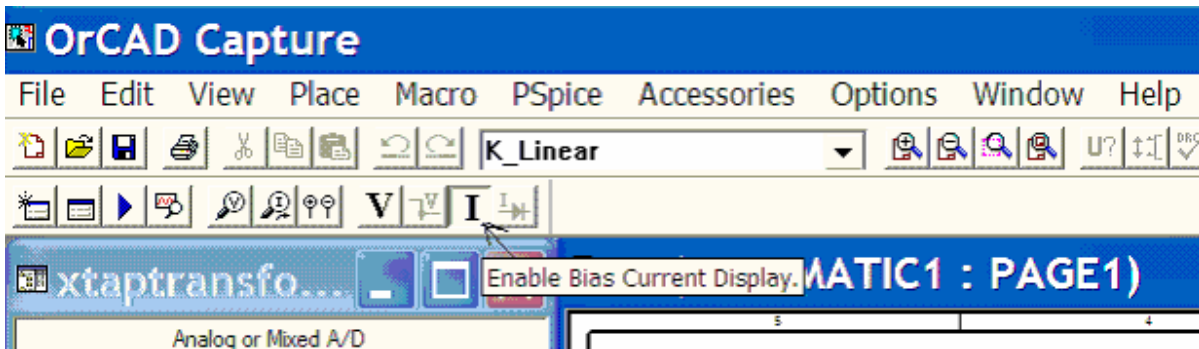 OrCAD Capture
File Edit View Place Macro PSpice Accessories Options Window Help
K_Linear U? DRC
V V I I
V I
Enable Bias Current Display.
xtaptransfo.... MATIC1 : PAGE1)
5 4
Analog or Mixed A/D